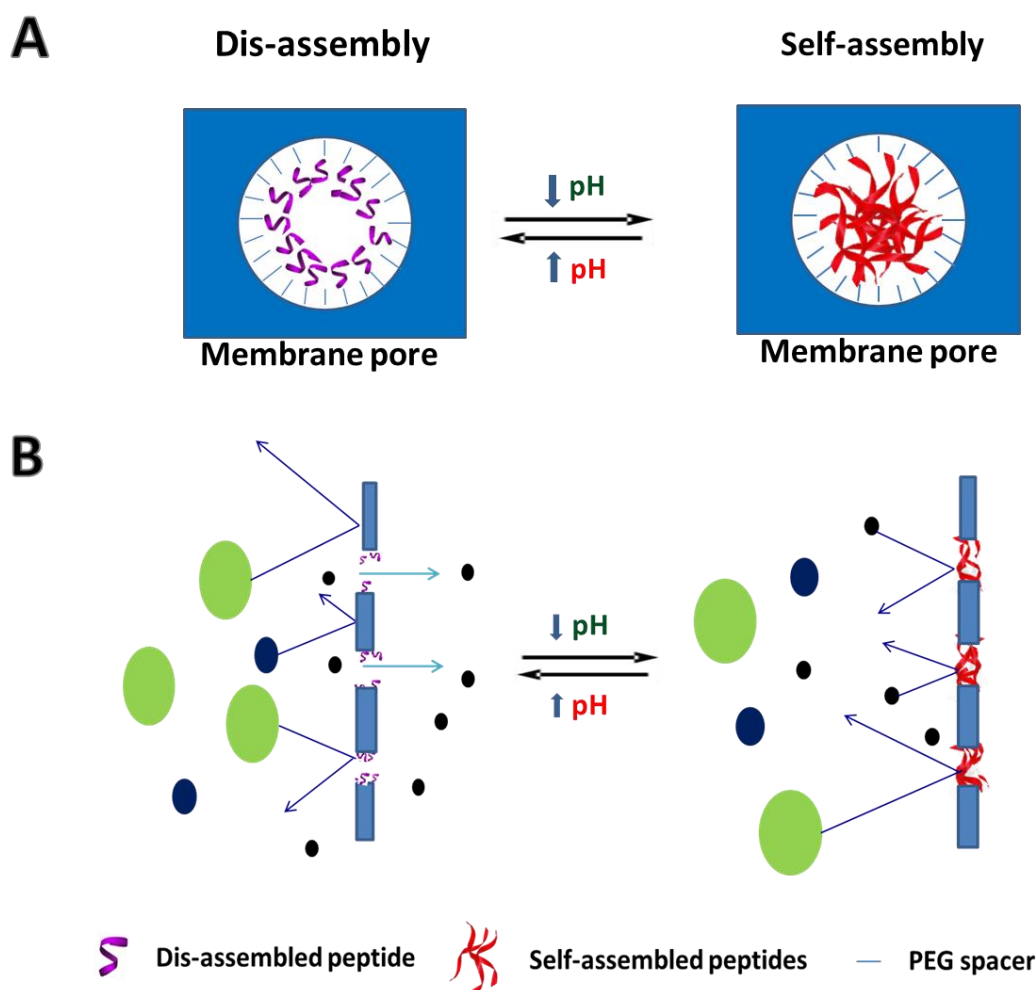 A
Dis-assembly
Self-assembly
pH
pH
Membrane pore
Membrane pore
B
pH
pH
Dis-assembled peptide
Self-assembled peptides
PEG spacer